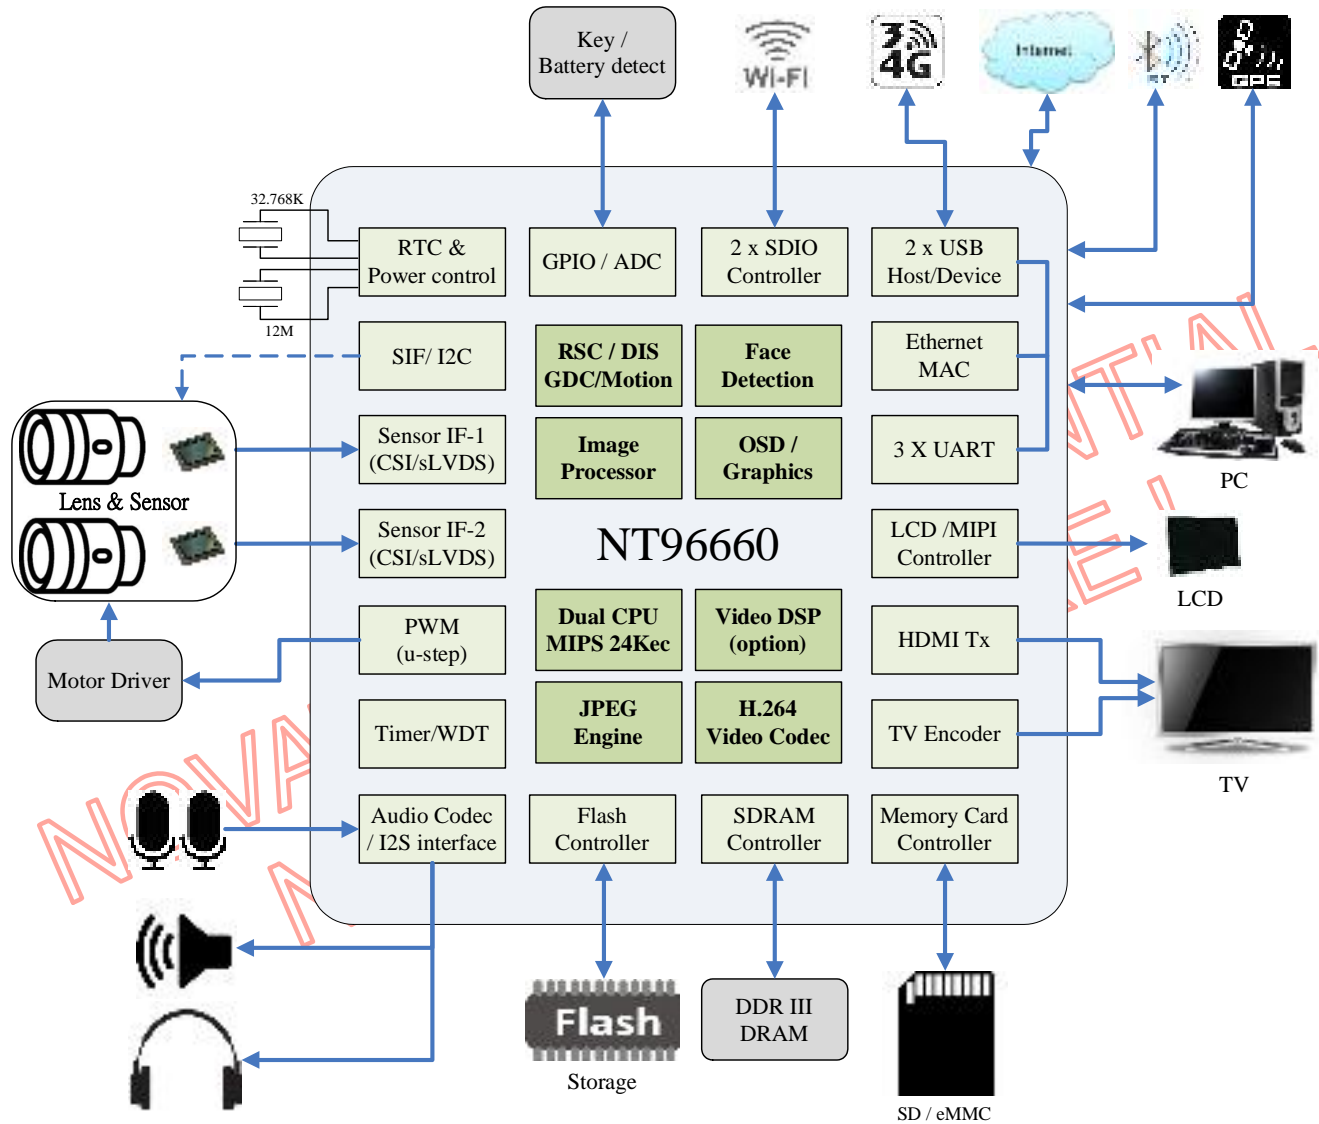 Key /
Battery detect
Wi-Fi
3
4G
Internet
BT
GPS
32.768K
12M
RTC &
Power control
GPIO / ADC
2 x SDIO
Controller
2 x USB
Host/Device
SIF/ I2C
RSC / DIS
GDC/Motion
Face
Detection
Ethernet
MAC
Sensor IF-1
(CSI/sLVDS)
Image
Processor
OSD /
Graphics
3 X UART
PC
Lens & Sensor
Sensor IF-2
(CSI/sLVDS)
NT96660
LCD /MIPI
Controller
LCD
PWM
(u-step)
Dual CPU
MIPS 24Kec
Video DSP
(option)
HDMI Tx
Motor Driver
Timer/WDT
JPEG
Engine
H.264
Video Codec
TV Encoder
TV
Audio Codec
/ I2S interface
Flash
Controller
SDRAM
Controller
Memory Card
Controller
Flash
Storage
DDR III
DRAM
SD / eMMC